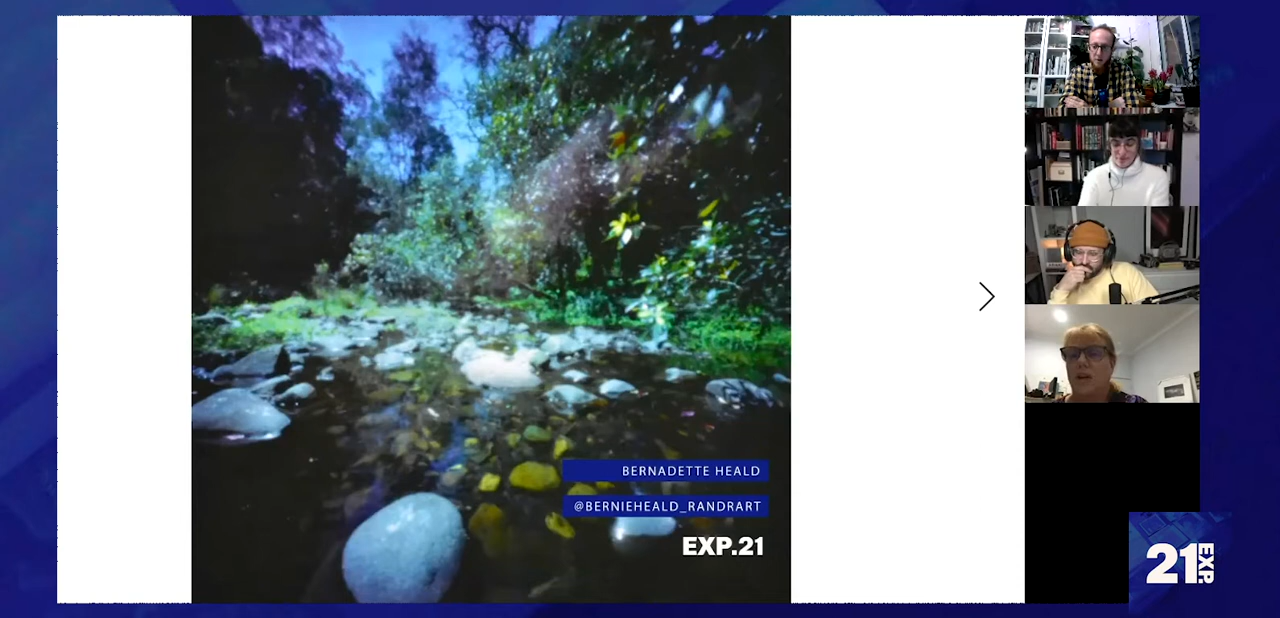 BERNADETTE HEALD
@BERNIEHEALD_RANDRART
EXP.21
21 EXP.